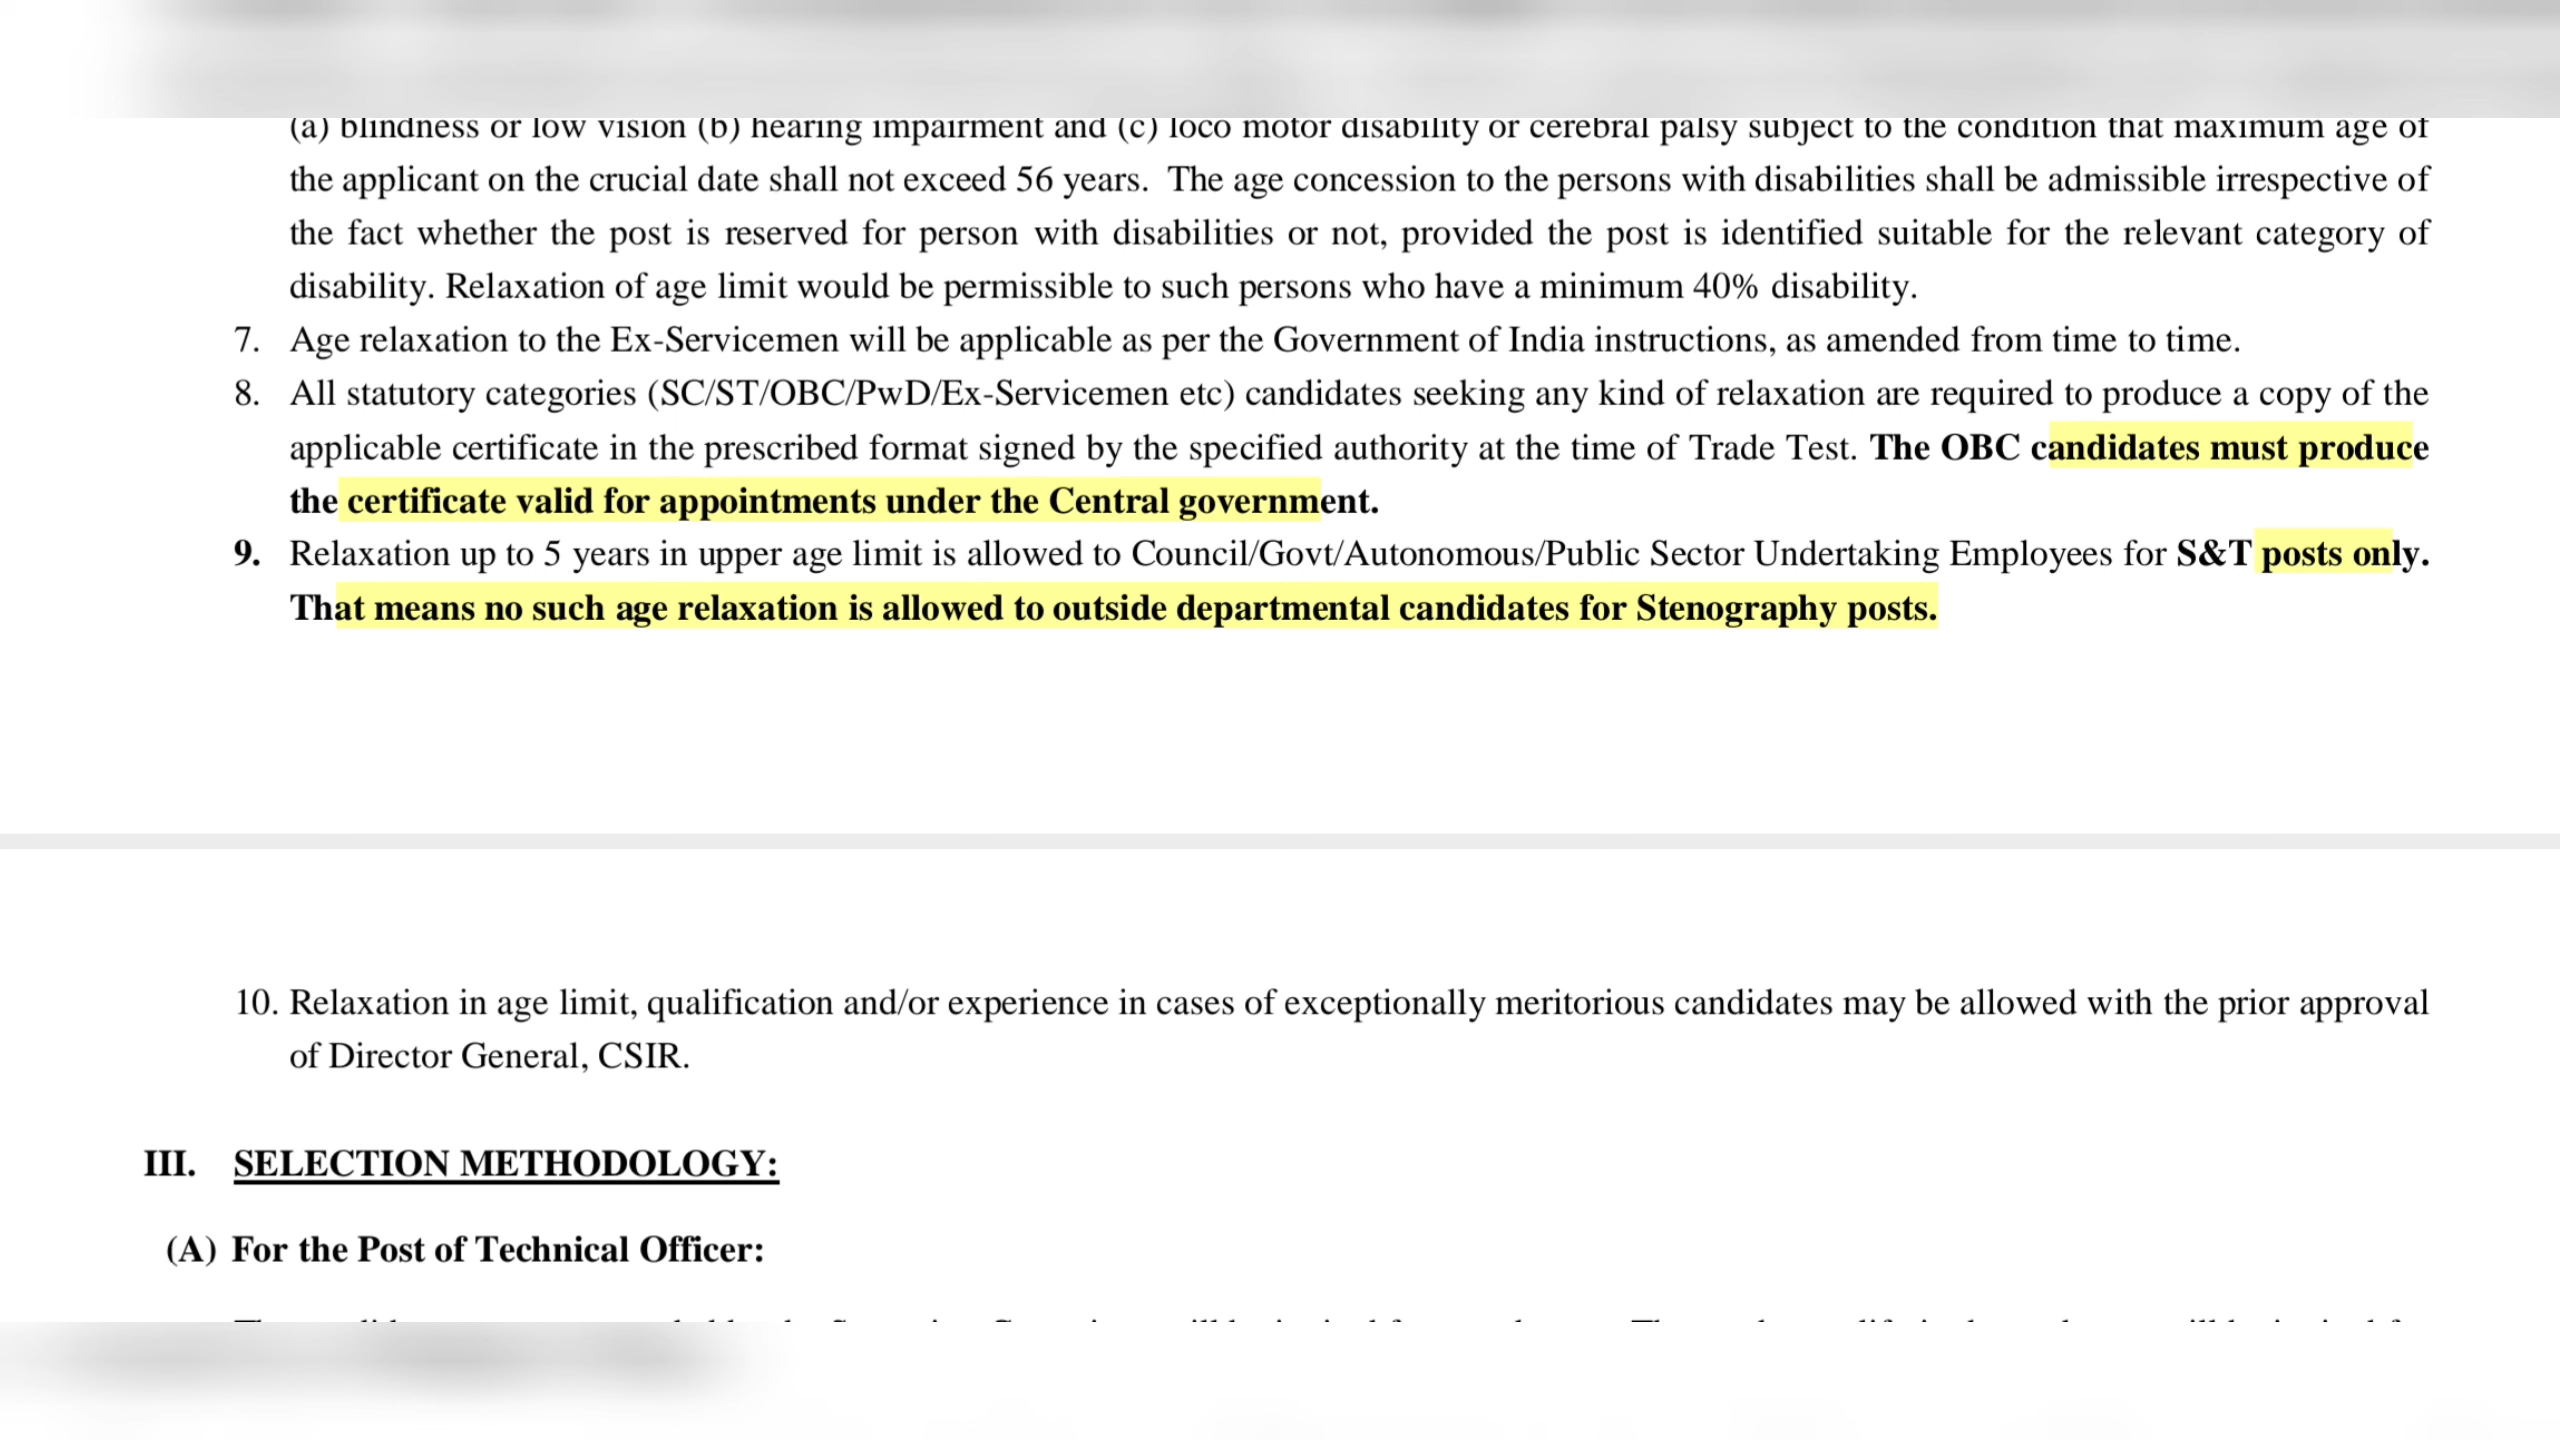 (a) blindness or low vision (b) hearing impairment and (c) loco motor disability or cerebral palsy subject to the condition that maximum age of
the applicant on the crucial date shall not exceed 56 years. The age concession to the persons with disabilities shall be admissible irrespective of
the fact whether the post is reserved for person with disabilities or not, provided the post is identified suitable for the relevant category of
disability. Relaxation of age limit would be permissible to such persons who have a minimum 40% disability.
7. Age relaxation to the Ex-Servicemen will be applicable as per the Government of India instructions, as amended from time to time.
8. All statutory categories (SC/ST/OBC/PwD/Ex-Servicemen etc) candidates seeking any kind of relaxation are required to produce a copy of the
applicable certificate in the prescribed format signed by the specified authority at the time of Trade Test. The OBC candidates must produce
the certificate valid for appointments under the Central government.
9. Relaxation up to 5 years in upper age limit is allowed to Council/Govt/Autonomous/Public Sector Undertaking Employees for S&T posts only.
That means no such age relaxation is allowed to outside departmental candidates for Stenography posts.
10. Relaxation in age limit, qualification and/or experience in cases of exceptionally meritorious candidates may be allowed with the prior approval
of Director General, CSIR.
III. SELECTION METHODOLOGY:
(A) For the Post of Technical Officer: